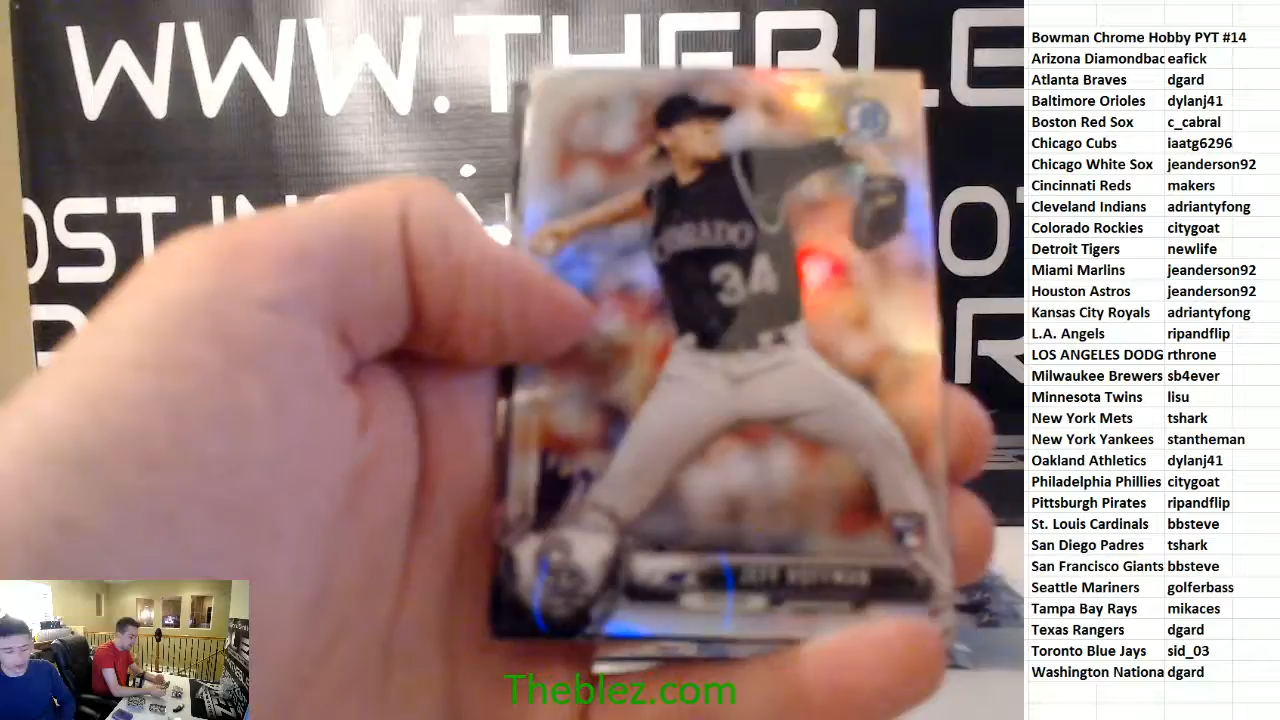 WWW.THEBLE
OST IN
OT
R
COLORADO
34
JEFF HOFFMAN
Theblez.com
Bowman Chrome Hobby PYT #14
Arizona Diamondbac eafick
Atlanta Braves dgard
Baltimore Orioles dylanj41
Boston Red Sox c_cabral
Chicago Cubs iaatg6296
Chicago White Sox jeanderson92
Cincinnati Reds makers
Cleveland Indians adriantyfong
Colorado Rockies citygoat
Detroit Tigers newlife
Miami Marlins jeanderson92
Houston Astros jeanderson92
Kansas City Royals adriantyfong
L.A. Angels ripandflip
LOS ANGELES DODG rthrone
Milwaukee Brewers sb4ever
Minnesota Twins lisu
New York Mets tshark
New York Yankees stantheman
Oakland Athletics dylanj41
Philadelphia Phillies citygoat
Pittsburgh Pirates ripandflip
St. Louis Cardinals bbsteve
San Diego Padres tshark
San Francisco Giants bbsteve
Seattle Mariners golferbass
Tampa Bay Rays mikaces
Texas Rangers dgard
Toronto Blue Jays sid_03
Washington Nationa dgard